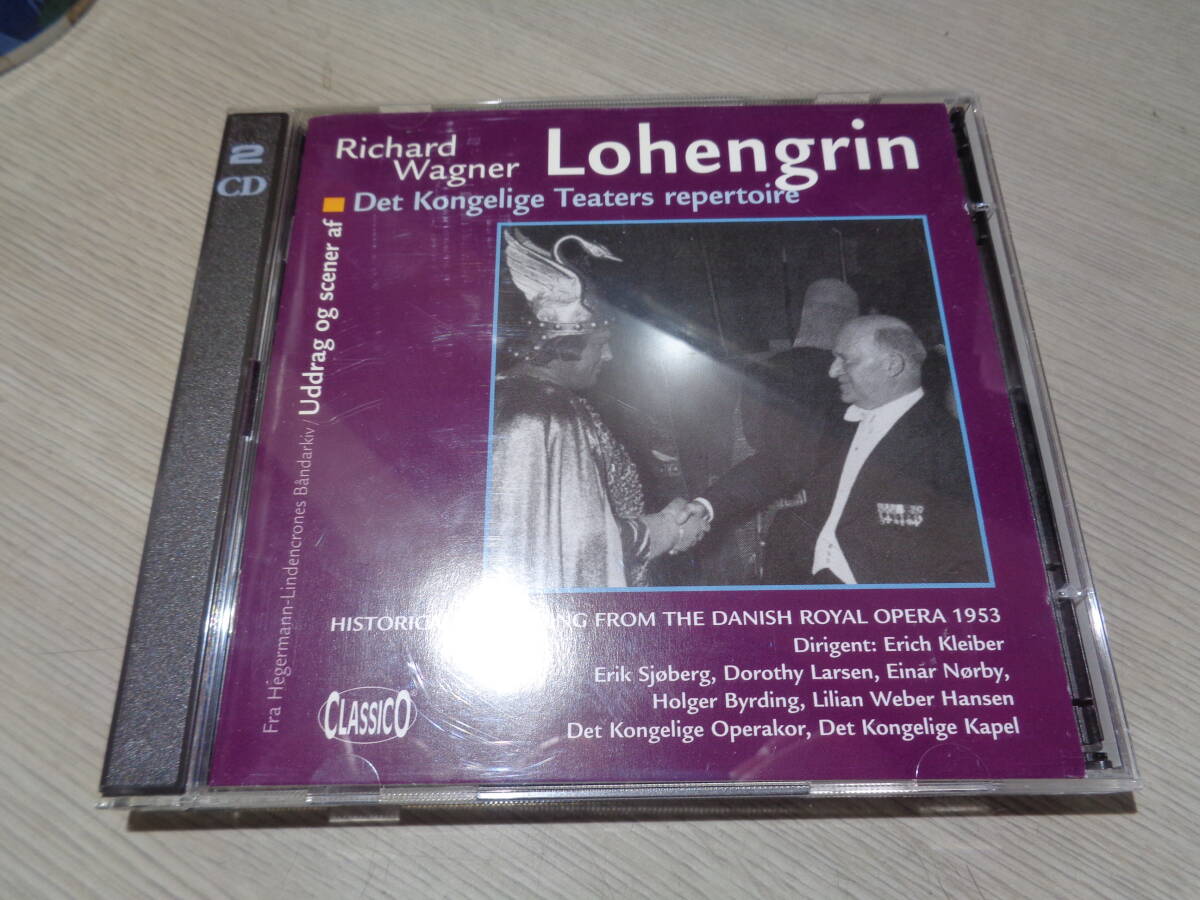 2
CD
Richard
Wagner
Lohengrin
Det Kongelige Teaters repertoire
Fra Hegermann-Lindencrones Båndarkiv / Uddrag og scener af
HISTORIC FROM THE DANISH ROYAL OPERA 1953
Dirigent: Erich Kleiber
Erik Sjøberg, Dorothy Larsen, Einar Nørby,
Holger Byrding, Lilian Weber Hansen
Det Kongelige Operakor, Det Kongelige Kapel
CLASSICO